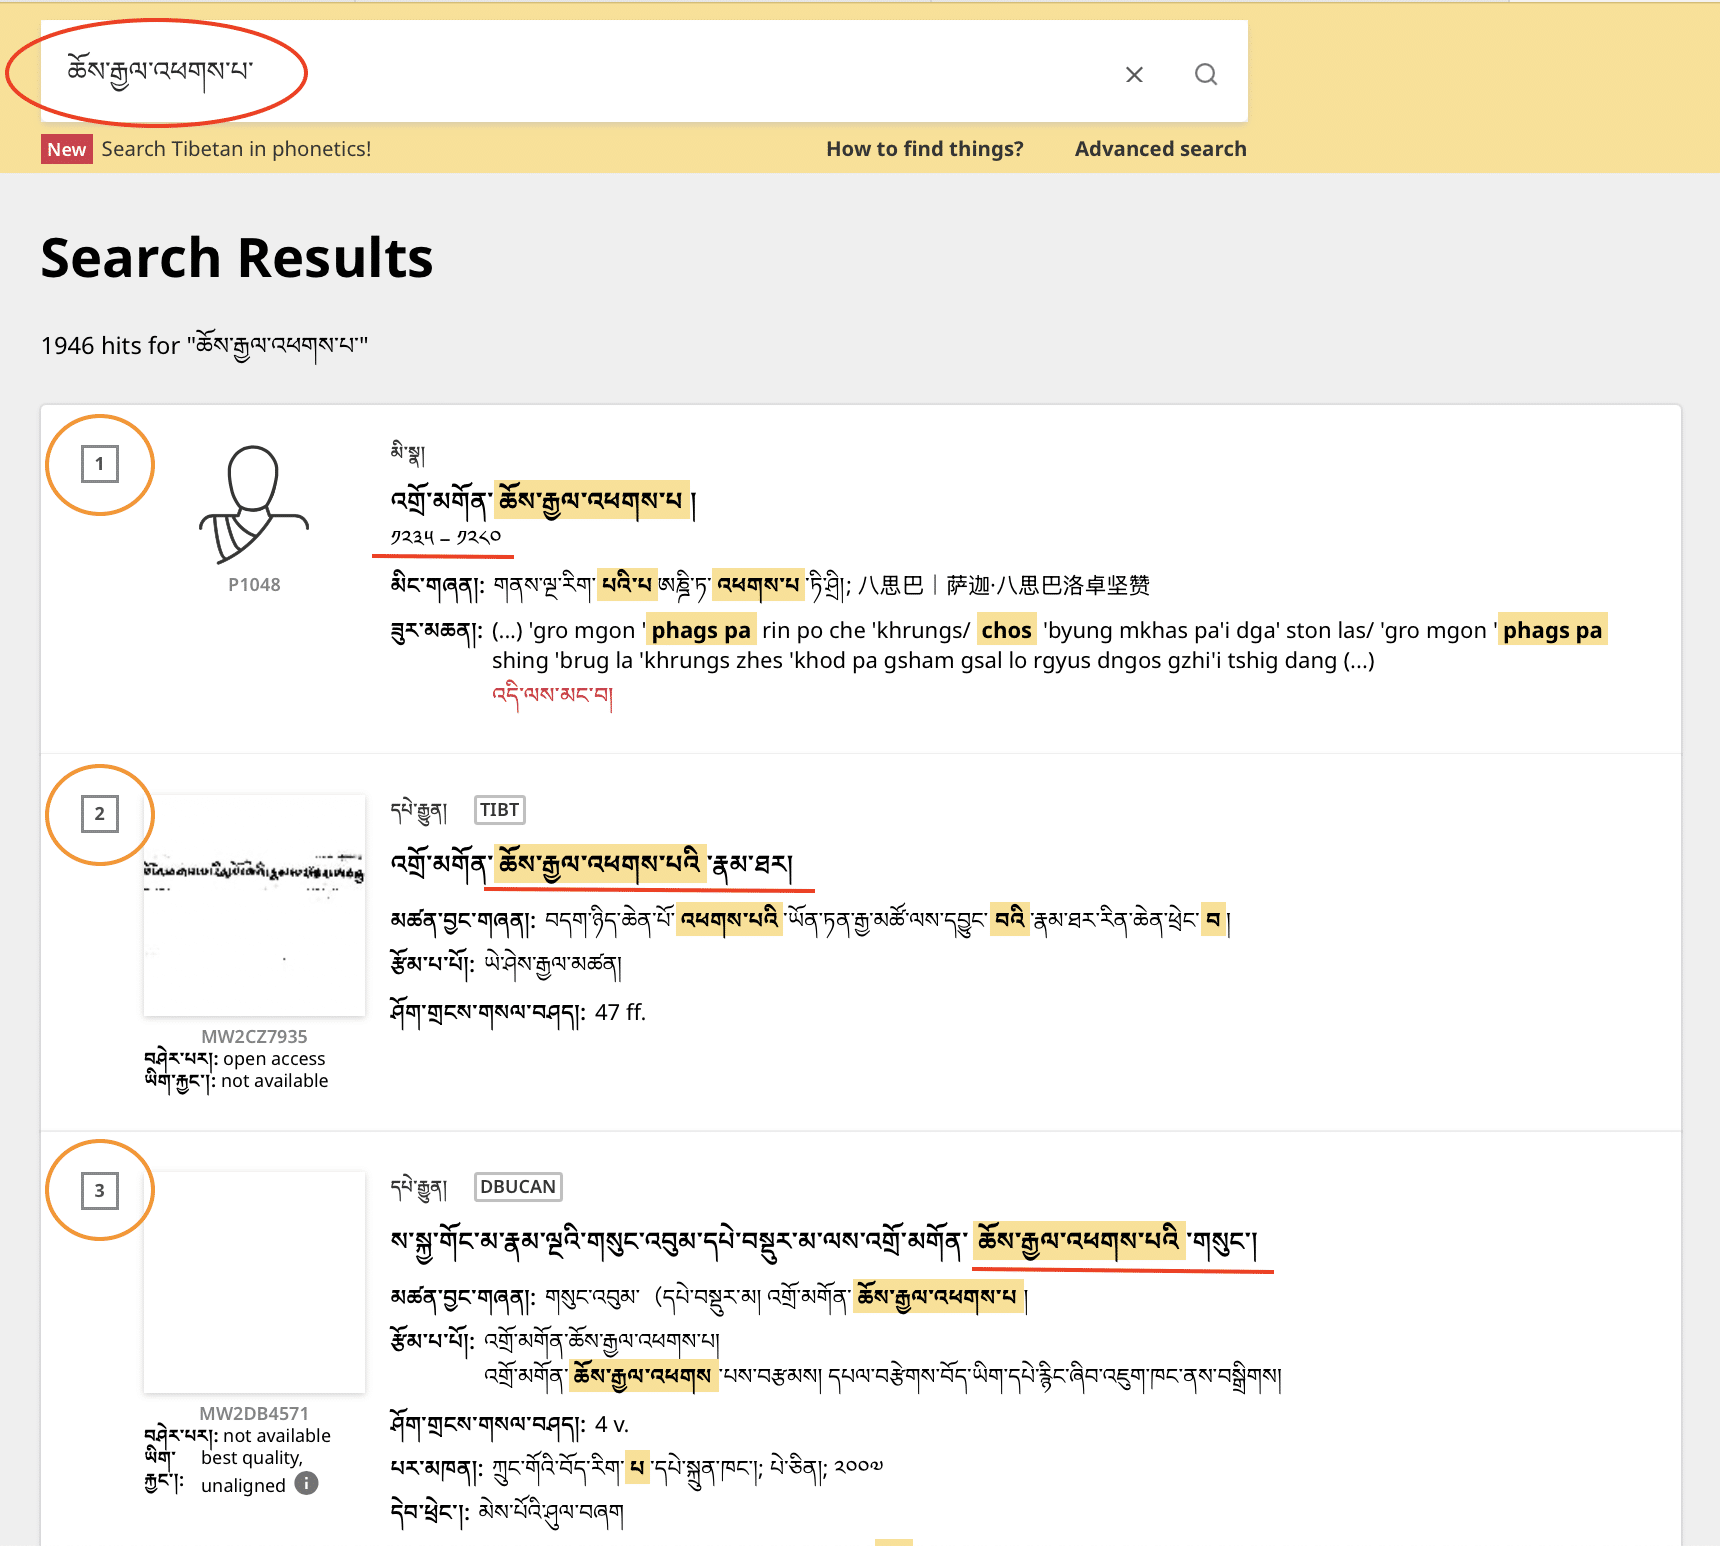 ཆོས་རྒྱལ་འཕགས་པ་
New Search Tibetan in phonetics! How to find things? Advanced search
Search Results
1946 hits for "ཆོས་རྒྱལ་འཕགས་པ་"
1
མི་སྣ།
འགྲོ་མགོན་ཆོས་རྒྱལ་འཕགས་པ།
༡༢༣༥ – ༡༢༨༠
P1048
མིང་གཞན།: གནས་ལྔ་རིག་པའི་པཎྜི་ཏ་འཕགས་པ་ཏི་ཤྲི།; 八思巴｜萨迦·八思巴洛卓坚赞
ཟུར་མཆན།: (...) 'gro mgon 'phags pa rin po che 'khrungs/ chos 'byung mkhas pa'i dga' ston las/ 'gro mgon 'phags pa
shing 'brug la 'khrungs zhes 'khod pa gsham gsal lo rgyus dngos gzhi'i tshig dang (...)
འདི་ལས་མང་བ།
2
དཔེ་རྒྱུན། TIBT
འགྲོ་མགོན་ཆོས་རྒྱལ་འཕགས་པའི་རྣམ་ཐར།
མཚན་བྱང་གཞན།: བདག་ཉིད་ཆེན་པོ་འཕགས་པའི་ཡོན་ཏན་རྒྱ་མཚོ་ལས་དབྱུང་བའི་རྣམ་ཐར་རིན་ཆེན་ཕྲེང་བ།
རྩོམ་པ་པོ།: ཡེ་ཤེས་རྒྱལ་མཚན།
ཤོག་གྲངས་གསལ་བཤད།: 47 ff.
MW2CZ7935
བཤེར་པར།: open access
ཡིག་རྐྱང་།: not available
3
དཔེ་རྒྱུན། DBUCAN
ས་སྐྱ་གོང་མ་རྣམ་ལྔའི་གསུང་འབུམ་དཔེ་བསྡུར་མ་ལས་འགྲོ་མགོན་ཆོས་རྒྱལ་འཕགས་པའི་གསུང་།
མཚན་བྱང་གཞན།: གསུང་འབུམ་ (དཔེ་བསྡུར་མ། འགྲོ་མགོན་ཆོས་རྒྱལ་འཕགས་པ།
རྩོམ་པ་པོ།: འགྲོ་མགོན་ཆོས་རྒྱལ་འཕགས་པ།
འགྲོ་མགོན་ཆོས་རྒྱལ་འཕགས་པས་བརྩམས། དཔལ་བརྩེགས་བོད་ཡིག་དཔེ་རྙིང་ཞིབ་འཇུག་ཁང་ནས་བསྒྲིགས།
ཤོག་གྲངས་གསལ་བཤད།: 4 v.
པར་མཁན།: ཀྲུང་གོའི་བོད་རིག་པ་དཔེ་སྐྲུན་ཁང་།; པེ་ཅིན།; ༢༠༠༧
དེབ་ཕྲེང་།: མེས་པོའི་ཤུལ་བཞག
MW2DB4571
བཤེར་པར།: not available
ཡིག་ best quality,
རྐྱང་།: unaligned